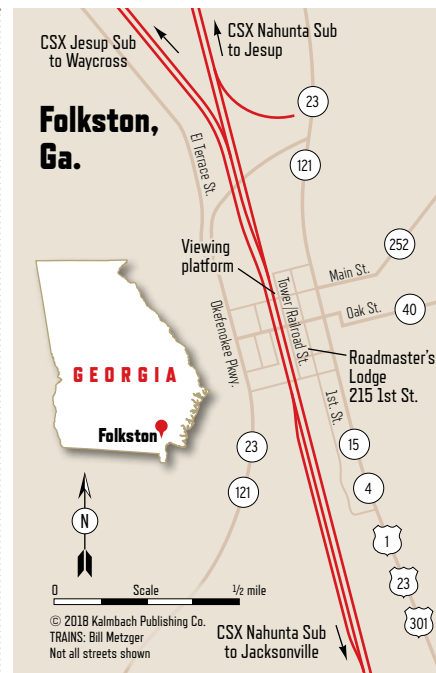 CSX Jesup Sub
to Waycross
CSX Nahunta Sub
to Jesup
Folkston,
Ga.
23
121
El Terrace St.
252
Viewing
platform
Main St.
Tower/Railroad St.
Oak St.
40
Okefenokee Pkwy.
Roadmaster's
Lodge
215 1st St.
1st. St.
GEORGIA
Folkston
23
121
15
4
1
23
301
N
0 Scale ½ mile
© 2018 Kalmbach Publishing Co.
TRAINS: Bill Metzger
Not all streets shown
CSX Nahunta Sub
to Jacksonville